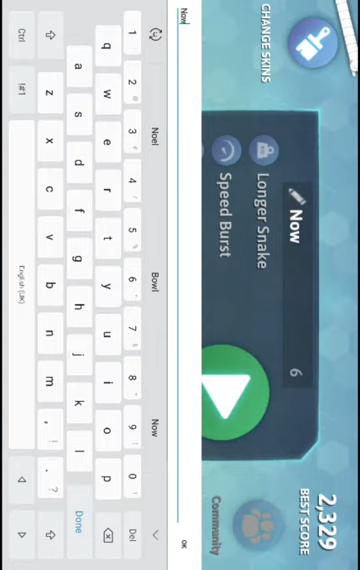 CHANGE SKINS
Now
6
Longer Snake
Speed Burst
2,329
BEST SCORE
Community
Now
OK
Noel
Bowl
Now
1 2 3 4 5 6 7 8 9 0 Del
q w e r t y u i o p
a s d f g h j k l Done
z x c v b n m , ! . ?
Ctrl
!#1
English (UK)